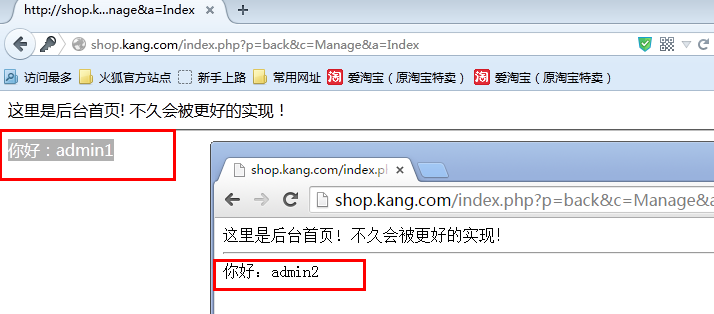 http://shop.k...nage&a=Index
shop.kang.com/index.php?p=back&c=Manage&a=Index
访问最多 火狐官方站点 新手上路 常用网址 淘 爱淘宝（原淘宝特卖） 淘 爱淘宝（原淘宝特卖）
这里是后台首页! 不久会被更好的实现！
你好：admin1
shop.kang.com/index.p
shop.kang.com/index.php?p=back&c=Manage&a
这里是后台首页! 不久会被更好的实现!
你好: admin2